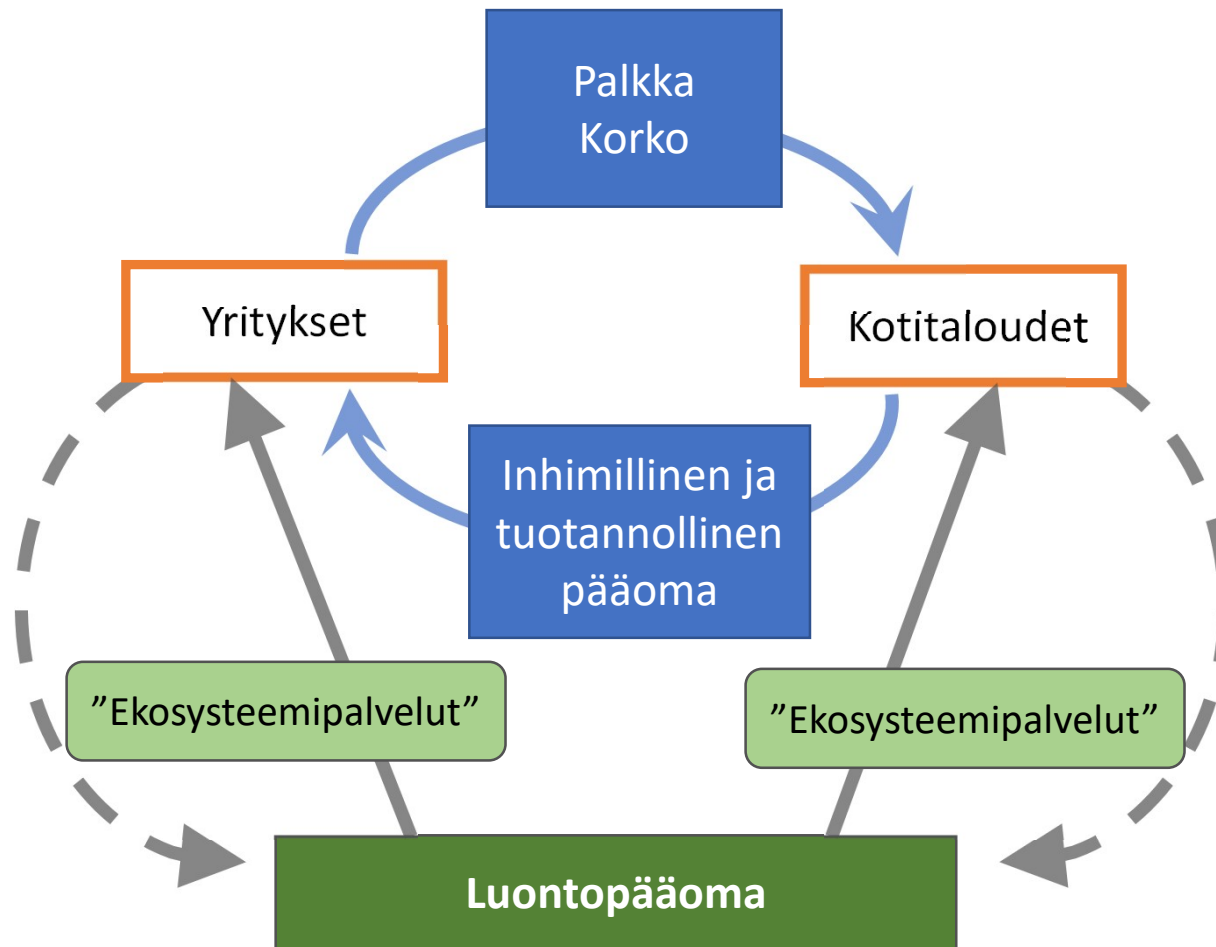 Palkka
Korko
Yritykset
Kotitaloudet
Inhimillinen ja
tuotannollinen
pääoma
”Ekosysteemipalvelut”
”Ekosysteemipalvelut”
Luontopääoma